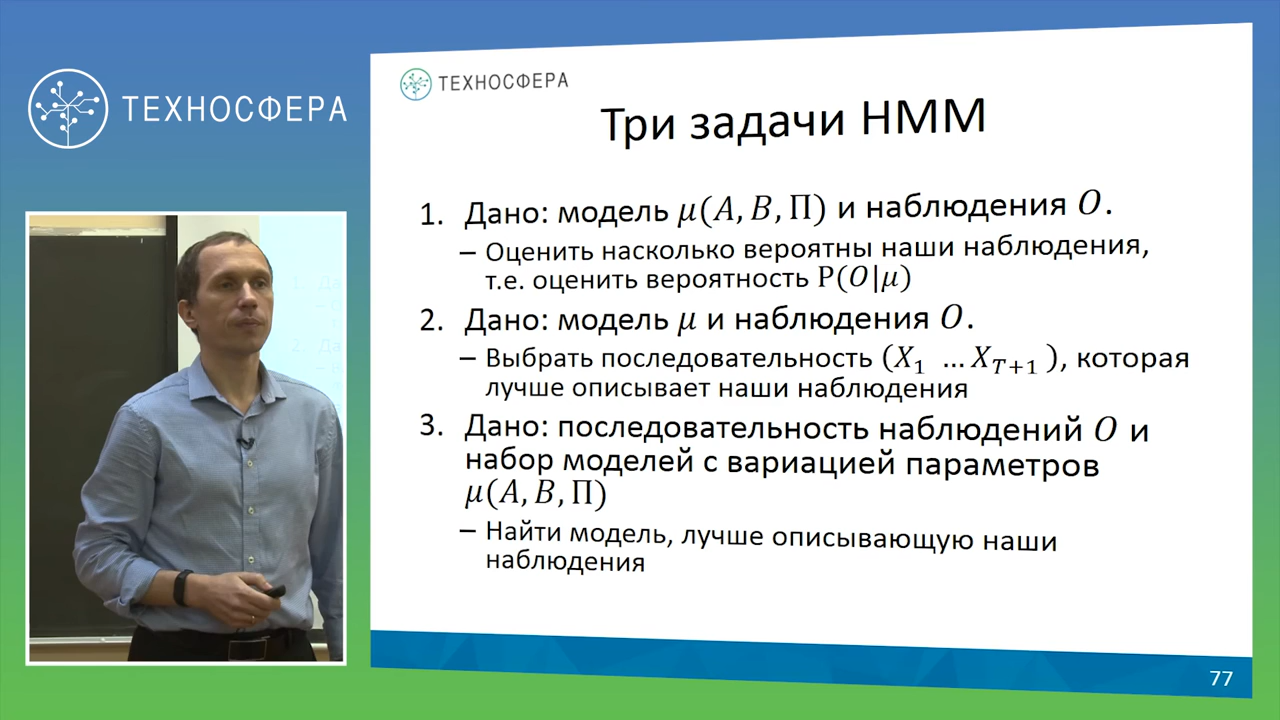 ТЕХНОСФЕРА
ТЕХНОСФЕРА
Три задачи HMM
1. Дано: модель μ(A, B, Π) и наблюдения O.
– Оценить насколько вероятны наши наблюдения,
т.е. оценить вероятность P(O|μ)
2. Дано: модель μ и наблюдения O.
– Выбрать последовательность (X₁ …X_{T+1}), которая
лучше описывает наши наблюдения
3. Дано: последовательность наблюдений O и
набор моделей с вариацией параметров
μ(A, B, Π)
– Найти модель, лучше описывающую наши
наблюдения
77